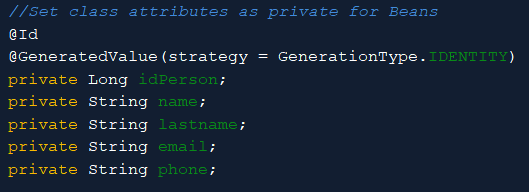 //Set class attributes as private for Beans
@Id
@GeneratedValue(strategy = GenerationType.IDENTITY)
private Long idPerson;
private String name;
private String lastname;
private String email;
private String phone;